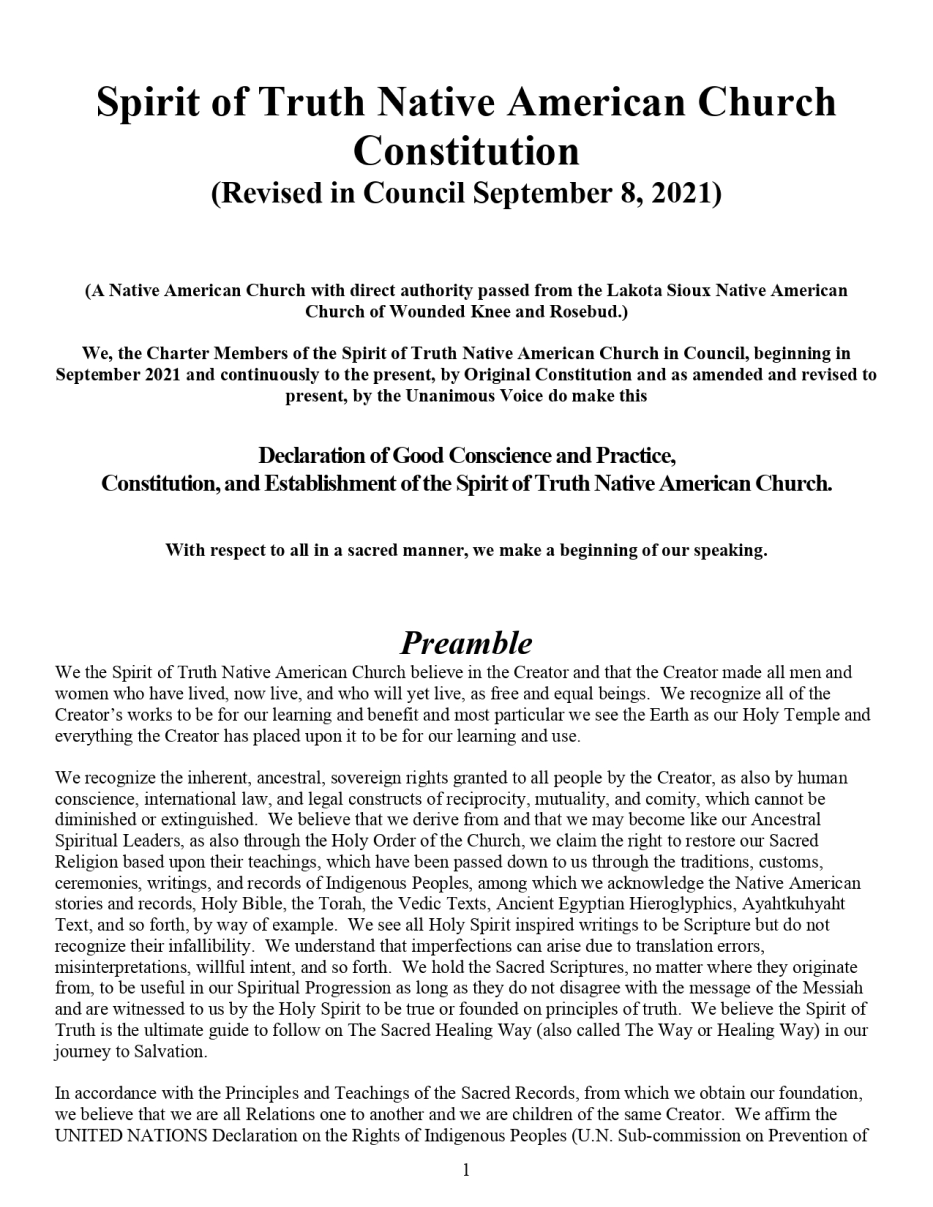 Spirit of Truth Native American Church
Constitution
(Revised in Council September 8, 2021)
(A Native American Church with direct authority passed from the Lakota Sioux Native American
Church of Wounded Knee and Rosebud.)
We, the Charter Members of the Spirit of Truth Native American Church in Council, beginning in
September 2021 and continuously to the present, by Original Constitution and as amended and revised to
present, by the Unanimous Voice do make this
Declaration of Good Conscience and Practice,
Constitution, and Establishment of the Spirit of Truth Native American Church.
With respect to all in a sacred manner, we make a beginning of our speaking.
Preamble
We the Spirit of Truth Native American Church believe in the Creator and that the Creator made all men and
women who have lived, now live, and who will yet live, as free and equal beings.  We recognize all of the
Creator’s works to be for our learning and benefit and most particular we see the Earth as our Holy Temple and
everything the Creator has placed upon it to be for our learning and use.
We recognize the inherent, ancestral, sovereign rights granted to all people by the Creator, as also by human
conscience, international law, and legal constructs of reciprocity, mutuality, and comity, which cannot be
diminished or extinguished.  We believe that we derive from and that we may become like our Ancestral
Spiritual Leaders, as also through the Holy Order of the Church, we claim the right to restore our Sacred
Religion based upon their teachings, which have been passed down to us through the traditions, customs,
ceremonies, writings, and records of Indigenous Peoples, among which we acknowledge the Native American
stories and records, Holy Bible, the Torah, the Vedic Texts, Ancient Egyptian Hieroglyphics, Ayahtkuhyaht
Text, and so forth, by way of example.  We see all Holy Spirit inspired writings to be Scripture but do not
recognize their infallibility.  We understand that imperfections can arise due to translation errors,
misinterpretations, willful intent, and so forth.  We hold the Sacred Scriptures, no matter where they originate
from, to be useful in our Spiritual Progression as long as they do not disagree with the message of the Messiah
and are witnessed to us by the Holy Spirit to be true or founded on principles of truth.  We believe the Spirit of
Truth is the ultimate guide to follow on The Sacred Healing Way (also called The Way or Healing Way) in our
journey to Salvation.
In accordance with the Principles and Teachings of the Sacred Records, from which we obtain our foundation,
we believe that we are all Relations one to another and we are children of the same Creator.  We affirm the
UNITED NATIONS Declaration on the Rights of Indigenous Peoples (U.N. Sub-commission on Prevention of
1